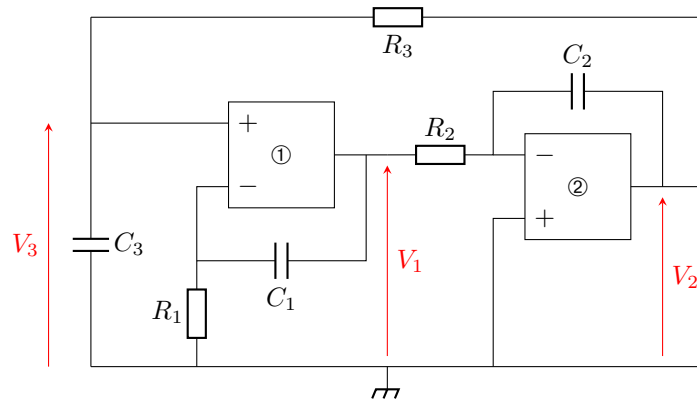 R3
C2
+
①
−
R2
−
②
+
V3
C3
C1
R1
V1
V2